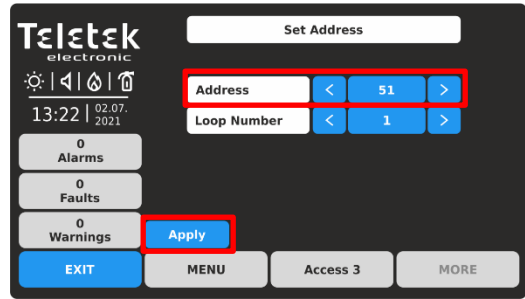 Teletek
electronic
Set Address
Address < 51 >
13:22 | 02.07.
2021
Loop Number < 1 >
0
Alarms
0
Faults
0
Warnings
Apply
EXIT
MENU
Access 3
MORE